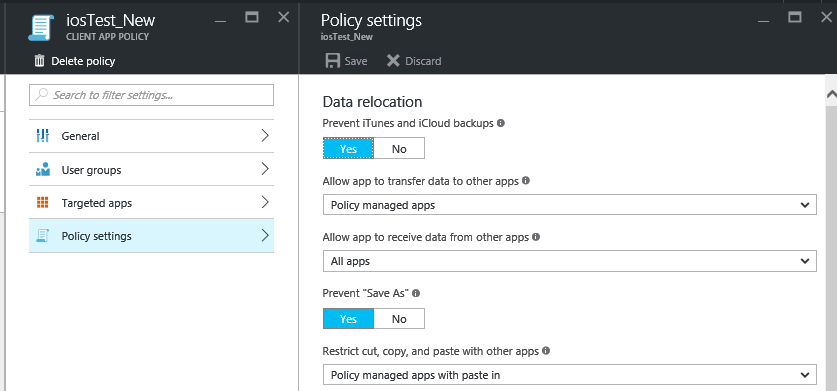 iosTest_New
CLIENT APP POLICY
Delete policy
Search to filter settings...
General
User groups
Targeted apps
Policy settings
Policy settings
iosTest_New
Save Discard
Data relocation
Prevent iTunes and iCloud backups
Yes No
Allow app to transfer data to other apps
Policy managed apps
Allow app to receive data from other apps
All apps
Prevent "Save As"
Yes No
Restrict cut, copy, and paste with other apps
Policy managed apps with paste in